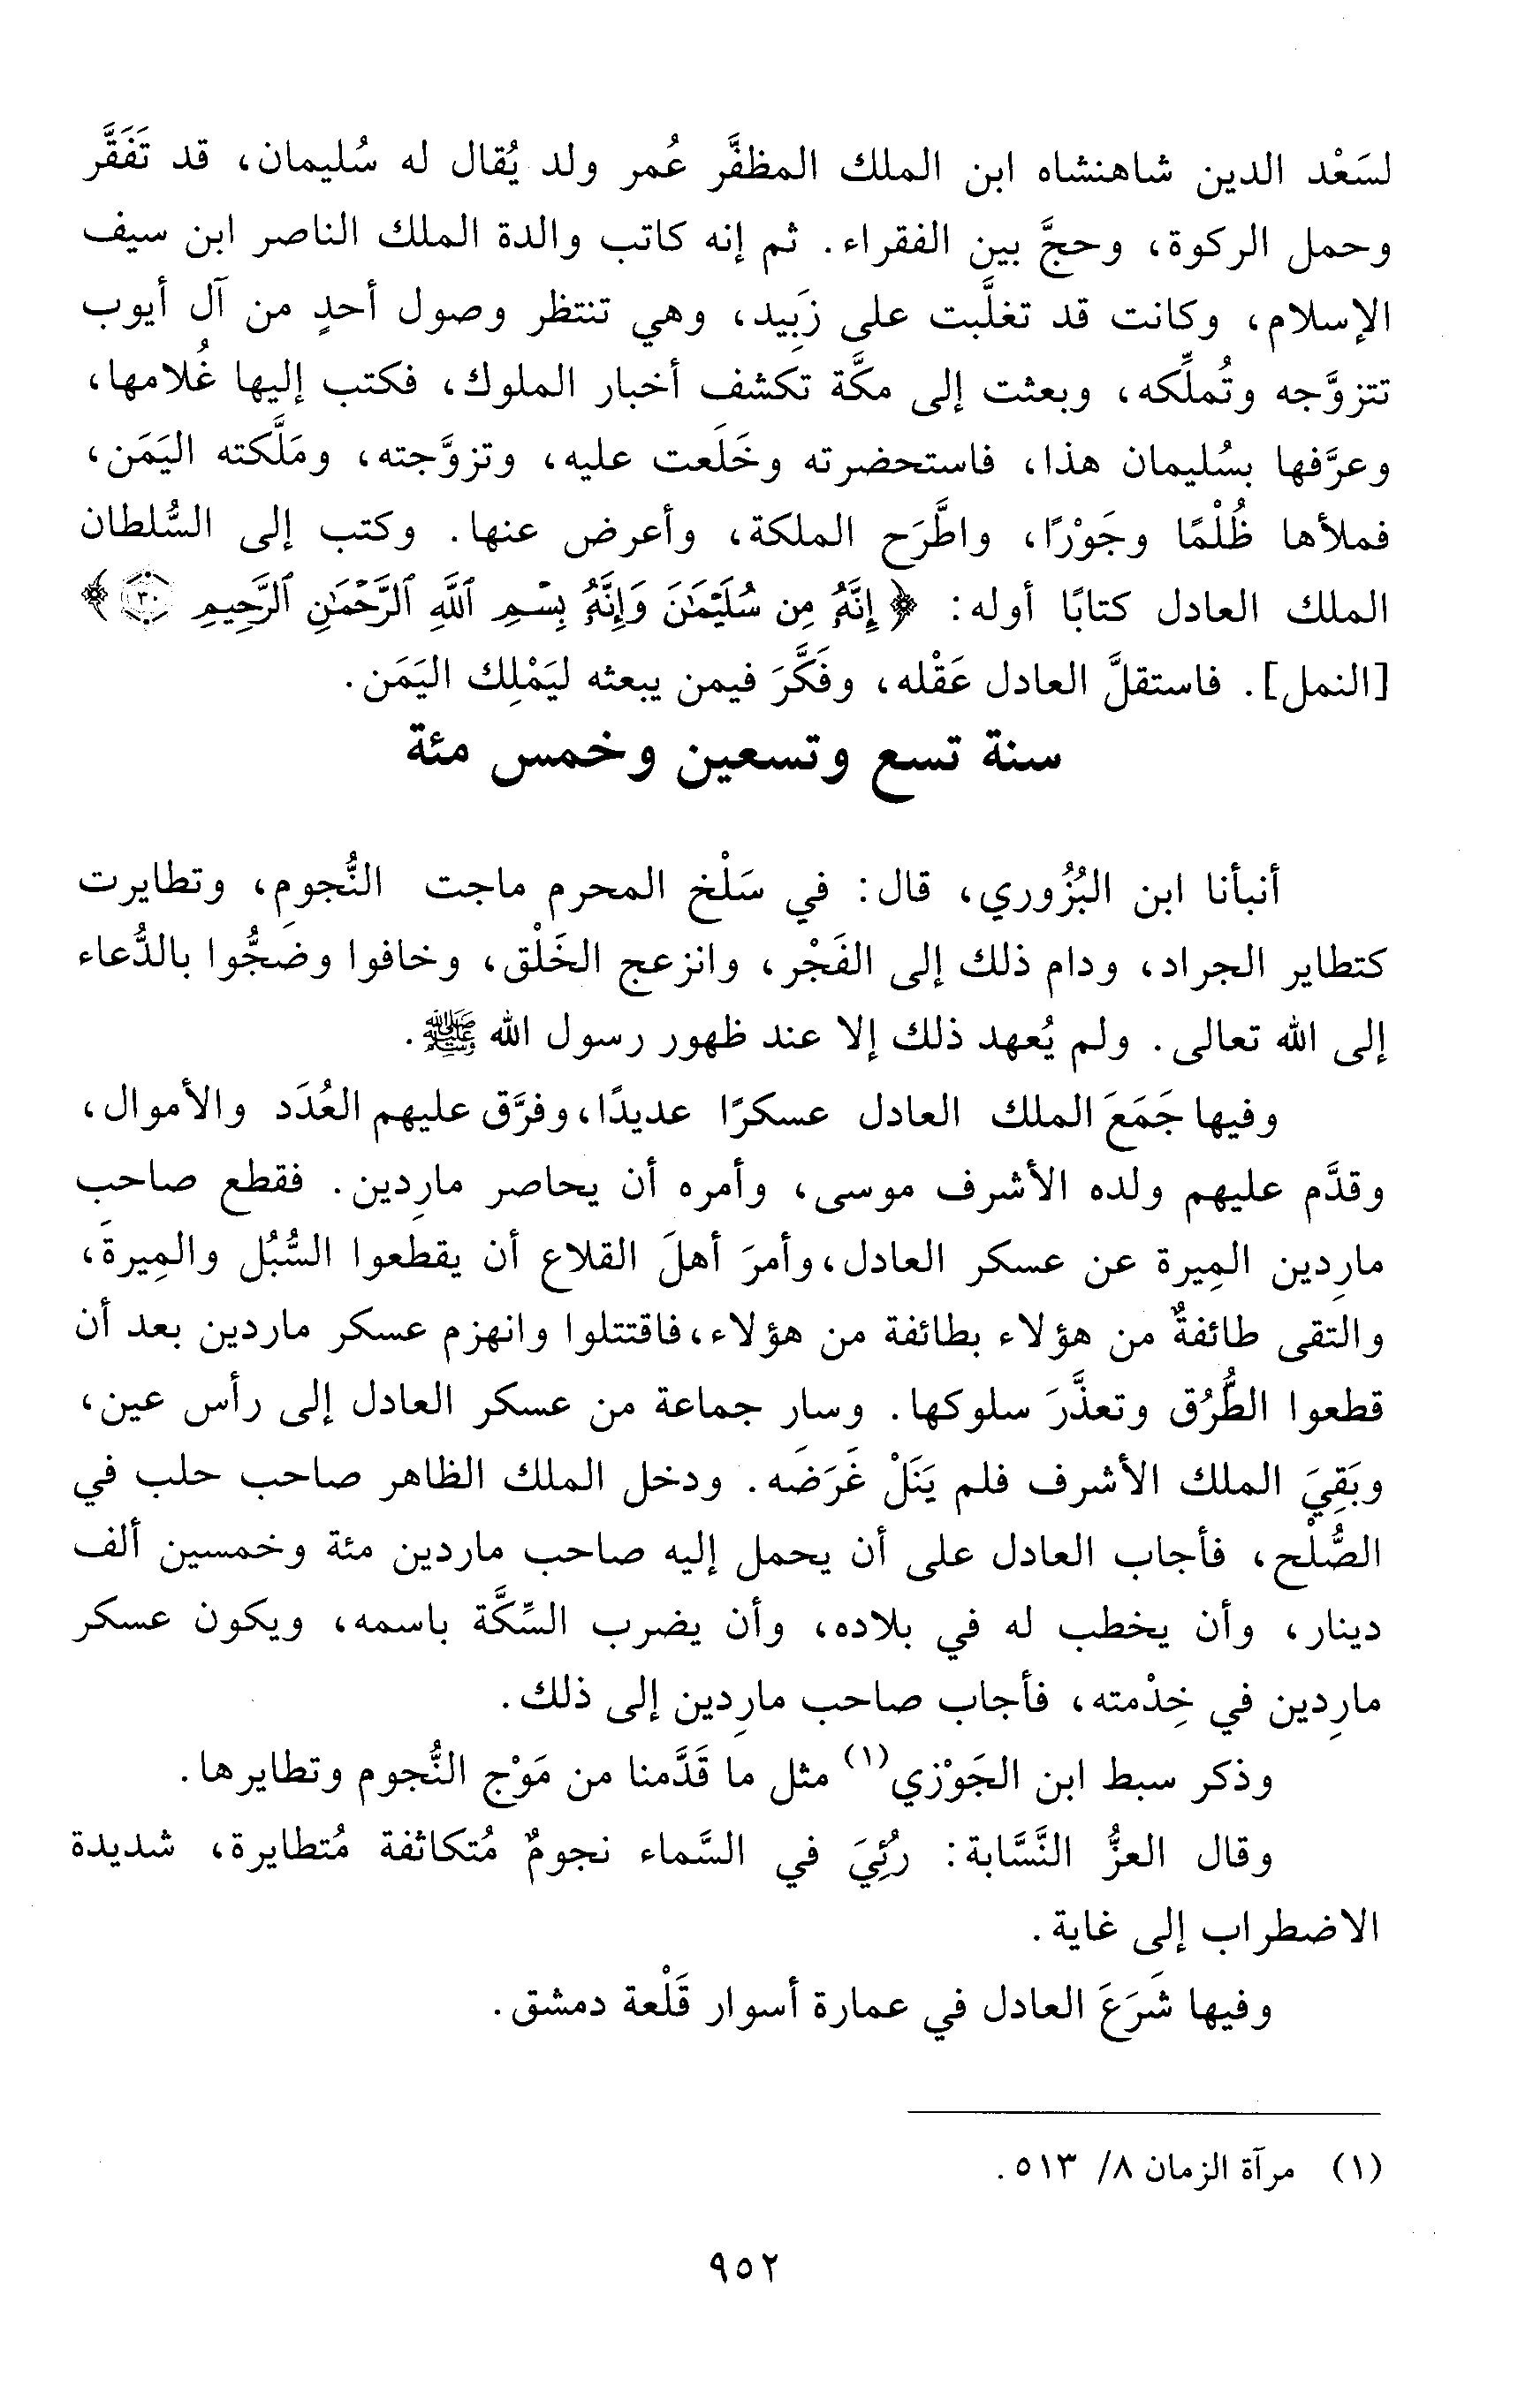 لسَعْد الدين شاهنشاه ابن الملك المظفَّر عُمر ولد يُقال له سُليمان، قد تَفَقَّر
وحمل الركوة، وحجَّ بين الفقراء. ثم إنه كاتب والدة الملك الناصر ابن سيف
الإسلام، وكانت قد تغلَّبت على زَبِيد، وهي تنتظر وصول أحدٍ من آل أيوب
تتزوَّجه وتُملِّكه، وبعثت إلى مكَّة تكشف أخبار الملوك، فكتب إليها غُلامها،
وعرَّفها بسُليمان هذا، فاستحضرته وخَلَعت عليه، وتزوَّجته، ومَلَّكته اليَمَن،
فملأها ظُلْمًا وجَوْرًا، واطَّرَح الملكة، وأعرض عنها. وكتب إلى السُّلطان
الملك العادل كتابًا أوله: ﴿إِنَّهُ مِن سُلَيْمَٰنَ وَإِنَّهُ بِسْمِ ٱللَّهِ ٱلرَّحْمَٰنِ ٱلرَّحِيمِ ٣٠﴾
[النمل]. فاستقلَّ العادل عَقْله، وفَكَّرَ فيمن يبعثه ليَمْلِك اليَمَن.
سنة تسع وتسعين وخمس مئة
أنبأنا ابن البُزُوري، قال: في سَلْخ المحرم ماجت النُّجومِ، وتطايرت
كتطاير الجراد، ودام ذلك إلى الفَجْر، وانزعج الخَلْق، وخافوا وضجُّوا بالدُّعاء
إلى الله تعالى. ولم يُعهد ذلك إلا عند ظهور رسول الله ﷺ.
وفيها جَمَعَ الملك العادل عسكرًا عديدًا، وفرَّق عليهم العُدَد والأموال،
وقدَّم عليهم ولده الأشرف موسى، وأمره أن يحاصر مارِدين. فقطع صاحب
مارِدين المِيرة عن عسكر العادل، وأمرَ أهلَ القلاع أن يقطعوا السُّبُل والمِيرةَ،
والتقى طائفةٌ من هؤلاء بطائفة من هؤلاء، فاقتتلوا وانهزم عسكر ماردين بعد أن
قطعوا الطُّرُق وتعذَّرَ سلوكها. وسار جماعة من عسكر العادل إلى رأس عين،
وبَقِيَ الملك الأشرف فلم يَنَلْ غَرَضَه. ودخل الملك الظاهر صاحب حلب في
الصُّلْح، فأجاب العادل على أن يحمل إليه صاحب ماردين مئة وخمسين ألف
دينار، وأن يخطب له في بلاده، وأن يضرب السِّكَّة باسمه، ويكون عسكر
مارِدين في خِدْمته، فأجاب صاحب مارِدين إلى ذلك.
وذكر سبط ابن الجَوْزي(١) مثل ما قَدَّمنا من مَوْج النُّجوم وتطايرها.
وقال العزُّ النَّسَّابة: رُئِيَ في السَّماء نجومٌ مُتكاثفة مُتطايرة، شديدة
الاضطراب إلى غاية.
وفيها شَرَعَ العادل في عمارة أسوار قَلْعة دمشق.
(١) مرآة الزمان ٨/ ٥١٣.
٩٥٢